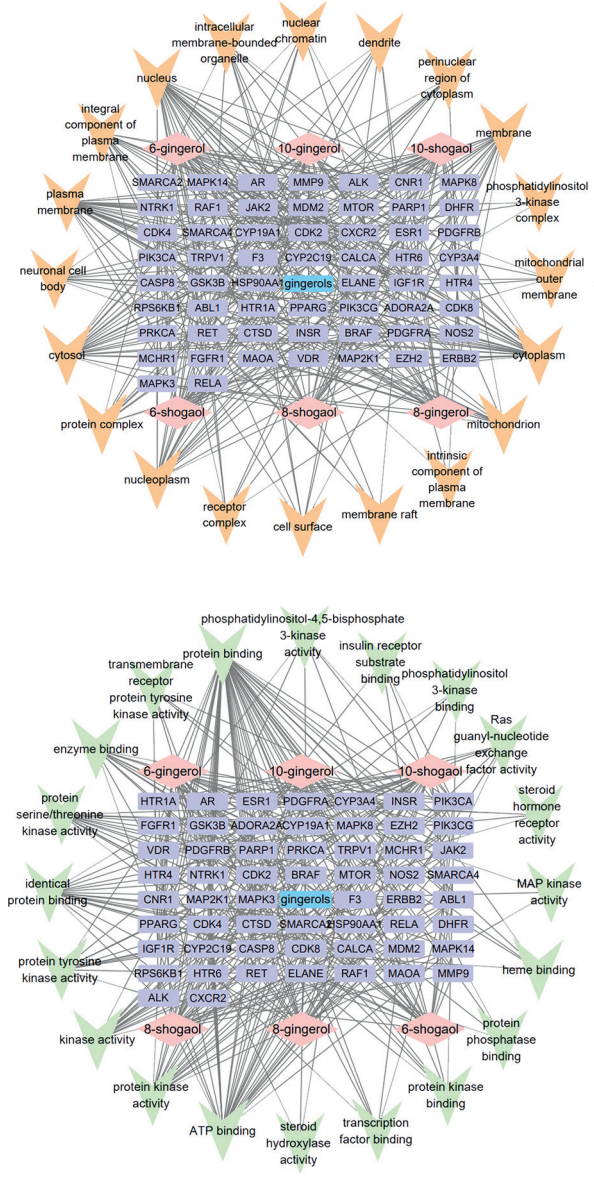 nuclear
chromatin
intracellular
membrane-bounded
organelle
dendrite
nucleus
perinuclear
region of
cytoplasm
integral
component of
plasma
membrane
membrane
6-gingerol 10-gingerol 10-shogaol
plasma
membrane
phosphatidylinositol
3-kinase
complex
SMARCA2 MAPK14 AR MMP9 ALK CNR1 MAPK8
NTRK1 RAF1 JAK2 MDM2 MTOR PARP1 DHFR
CDK4 SMARCA4 CYP19A1 CDK2 CXCR2 ESR1 PDGFRB
PIK3CA TRPV1 F3 CYP2C19 CALCA HTR6 CYP3A4
CASP8 GSK3B HSP90AA1 gingerols ELANE IGF1R HTR4
RPS6KB1 ABL1 HTR1A PPARG PIK3CG ADORA2A CDK8
PRKCA RET CTSD INSR BRAF PDGFRA NOS2
MCHR1 FGFR1 MAOA VDR MAP2K1 EZH2 ERBB2
MAPK3 RELA
neuronal cell
body
mitochondrial
outer
membrane
cytosol
cytoplasm
6-shogaol 8-shogaol 8-gingerol
protein complex
mitochondrion
nucleoplasm
intrinsic
component of
plasma
membrane
receptor
complex
cell surface
membrane raft
phosphatidylinositol-4,5-bisphosphate
3-kinase
activity
protein binding
insulin receptor
substrate
binding
transmembrane
receptor
protein tyrosine
kinase activity
phosphatidylinositol
3-kinase
binding
enzyme binding
Ras
guanyl-nucleotide
exchange
factor activity
6-gingerol 10-gingerol 10-shogaol
protein
serine/threonine
kinase activity
steroid
hormone
receptor
activity
HTR1A AR ESR1 PDGFRA CYP3A4 INSR PIK3CA
FGFR1 GSK3B ADORA2A CYP19A1 MAPK8 EZH2 PIK3CG
VDR PDGFRB PARP1 PRKCA TRPV1 MCHR1 JAK2
HTR4 NTRK1 CDK2 BRAF MTOR NOS2 SMARCA4
CNR1 MAP2K1 MAPK3 gingerols F3 ERBB2 ABL1
PPARG CDK4 CTSD SMARCA2 HSP90AA1 RELA DHFR
IGF1R CYP2C19 CASP8 CDK8 CALCA MDM2 MAPK14
RPS6KB1 HTR6 RET ELANE RAF1 MAOA MMP9
ALK CXCR2
identical
protein binding
MAP kinase
activity
protein tyrosine
kinase activity
heme binding
8-shogaol 8-gingerol 6-shogaol
kinase activity
protein
phosphatase
binding
protein kinase
activity
protein kinase
binding
ATP binding
steroid
hydroxylase
activity
transcription
factor binding